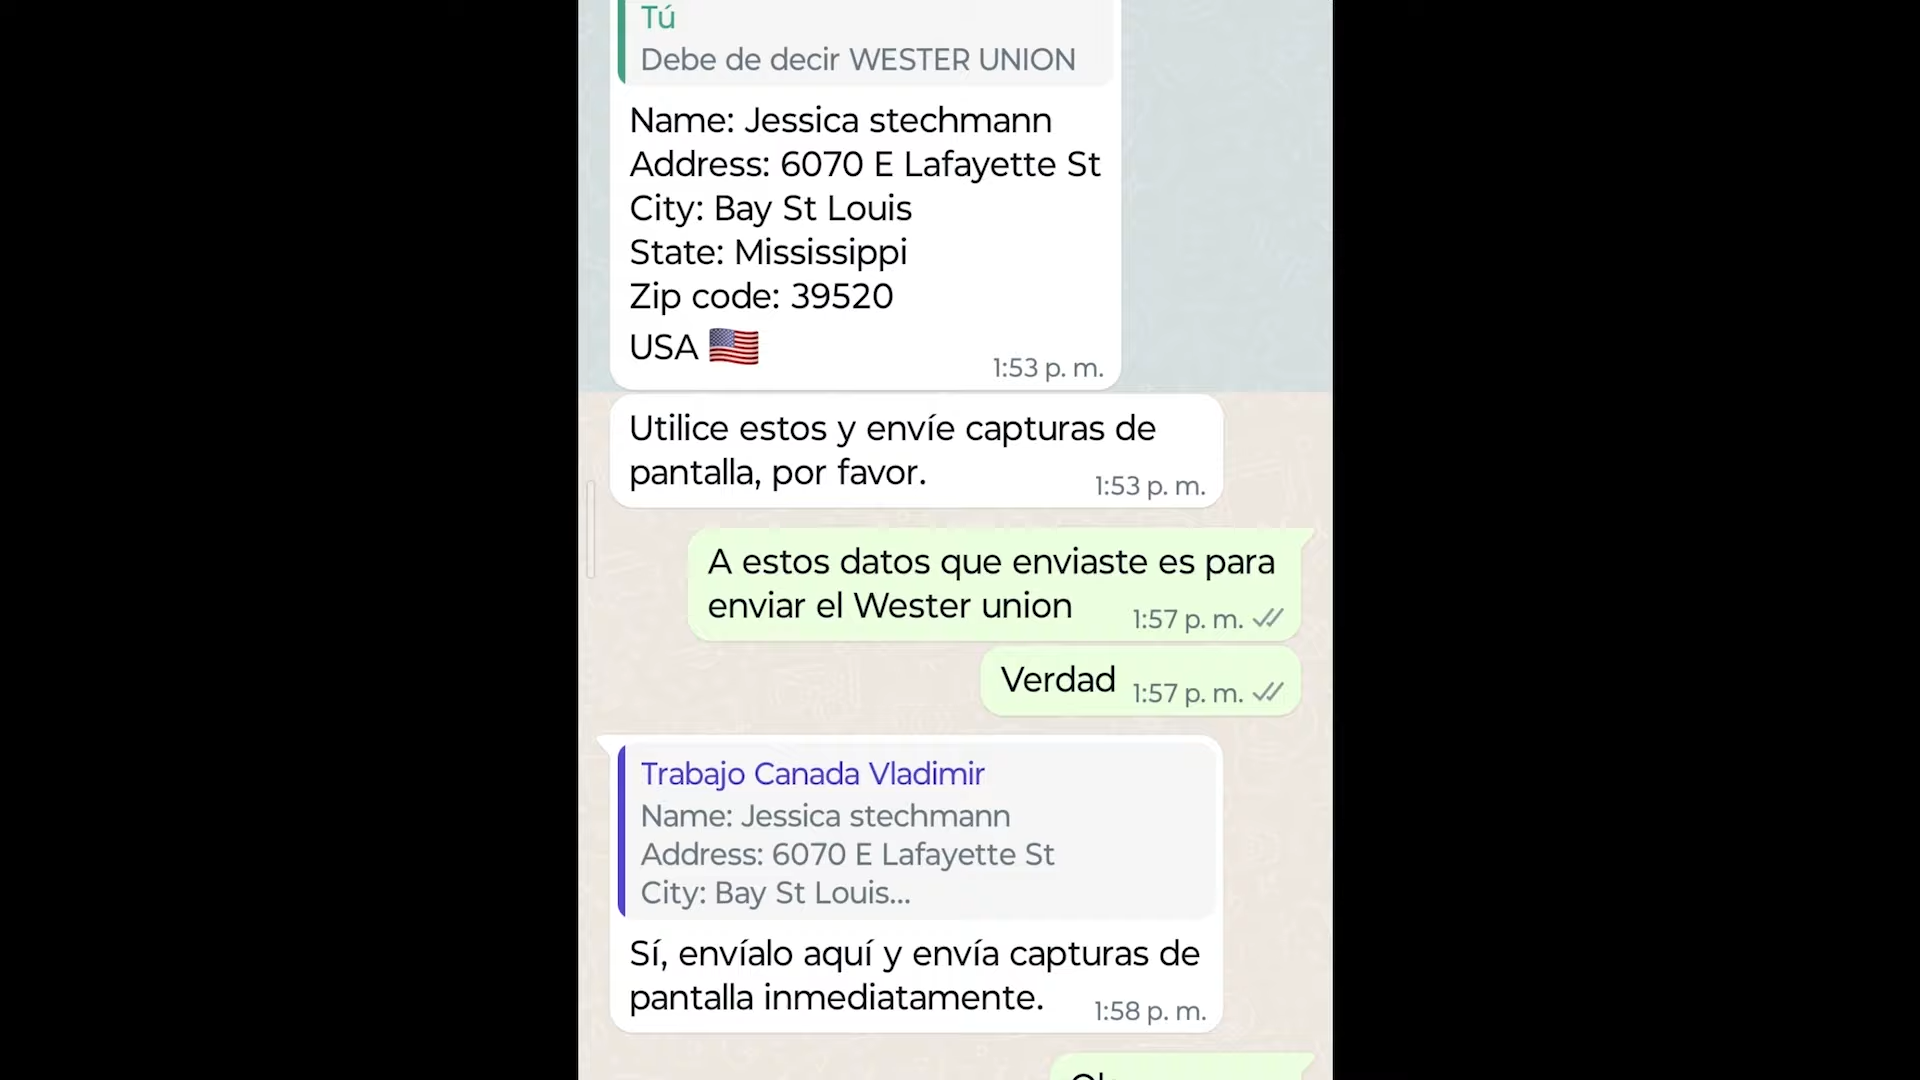 Tú
Debe de decir WESTER UNION
Name: Jessica stechmann
Address: 6070 E Lafayette St
City: Bay St Louis
State: Mississippi
Zip code: 39520
USA 🇺🇸
1:53 p. m.
Utilice estos y envíe capturas de
pantalla, por favor.
1:53 p. m.
A estos datos que enviaste es para
enviar el Wester union
1:57 p. m.
Verdad
1:57 p. m.
Trabajo Canada Vladimir
Name: Jessica stechmann
Address: 6070 E Lafayette St
City: Bay St Louis...
Sí, envíalo aquí y envía capturas de
pantalla inmediatamente.
1:58 p. m.